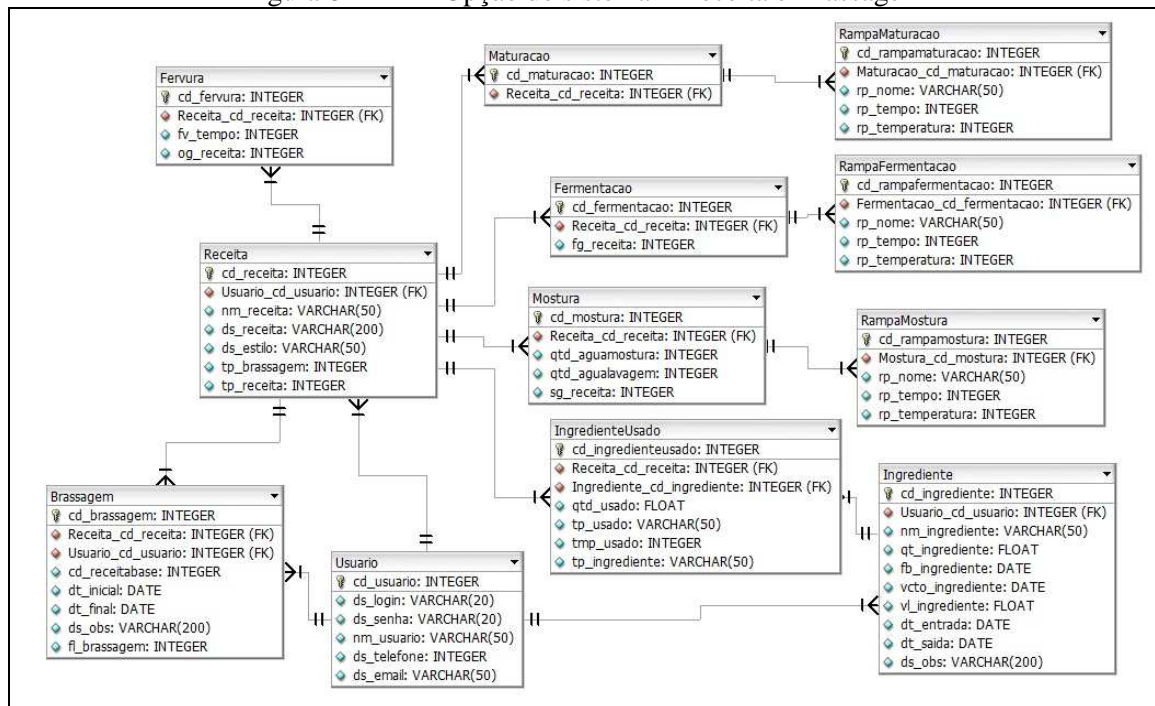 Maturacao
cd_maturacao: INTEGER
Receita_cd_receita: INTEGER (FK)
RampaMaturacao
cd_rampamaturacao: INTEGER
Maturacao_cd_maturacao: INTEGER (FK)
rp_nome: VARCHAR(50)
rp_tempo: INTEGER
rp_temperatura: INTEGER
Fervura
cd_fervura: INTEGER
Receita_cd_receita: INTEGER (FK)
fv_tempo: INTEGER
og_receita: INTEGER
Fermentacao
cd_fermentacao: INTEGER
Receita_cd_receita: INTEGER (FK)
fg_receita: INTEGER
RampaFermentacao
cd_rampafermentacao: INTEGER
Fermentacao_cd_fermentacao: INTEGER (FK)
rp_nome: VARCHAR(50)
rp_tempo: INTEGER
rp_temperatura: INTEGER
Receita
cd_receita: INTEGER
Usuario_cd_usuario: INTEGER (FK)
nm_receita: VARCHAR(50)
ds_receita: VARCHAR(200)
ds_estilo: VARCHAR(50)
tp_brassagem: INTEGER
tp_receita: INTEGER
Mostura
cd_mostura: INTEGER
Receita_cd_receita: INTEGER (FK)
qtd_aguamostura: INTEGER
qtd_agualavagem: INTEGER
sg_receita: INTEGER
RampaMostura
cd_rampamostura: INTEGER
Mostura_cd_mostura: INTEGER (FK)
rp_nome: VARCHAR(50)
rp_tempo: INTEGER
rp_temperatura: INTEGER
IngredienteUsado
cd_ingredienteusado: INTEGER
Receita_cd_receita: INTEGER (FK)
Ingrediente_cd_ingrediente: INTEGER (FK)
qtd_usado: FLOAT
tp_usado: VARCHAR(50)
tmp_usado: INTEGER
tp_ingrediente: VARCHAR(50)
Ingrediente
cd_ingrediente: INTEGER
Usuario_cd_usuario: INTEGER (FK)
nm_ingrediente: VARCHAR(50)
qt_ingrediente: FLOAT
fb_ingrediente: DATE
vcto_ingrediente: DATE
vl_ingrediente: FLOAT
dt_entrada: DATE
dt_saida: DATE
ds_obs: VARCHAR(200)
Brassagem
cd_brassagem: INTEGER
Receita_cd_receita: INTEGER (FK)
Usuario_cd_usuario: INTEGER (FK)
cd_receitabase: INTEGER
dt_inicial: DATE
dt_final: DATE
ds_obs: VARCHAR(200)
fl_brassagem: INTEGER
Usuario
cd_usuario: INTEGER
ds_login: VARCHAR(20)
ds_senha: VARCHAR(20)
nm_usuario: VARCHAR(50)
ds_telefone: INTEGER
ds_email: VARCHAR(50)